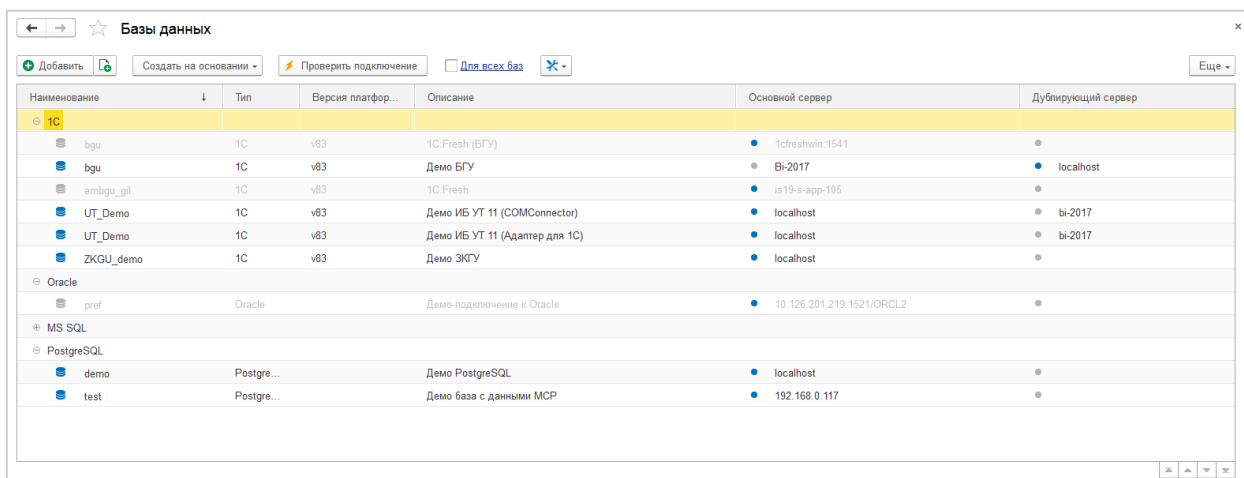 Базы данных
Добавить Создать на основании Проверить подключение Для всех баз Еще
Наименование Тип Версия платфор... Описание Основной сервер Дублирующий сервер
1С
bgu 1С v83 1С:Fresh (БГУ) 1cfreshwin:1541
bgu 1С v83 Демо БГУ Bi-2017 localhost
embgu_gil 1С v83 1С:Fresh is19-s-app-105
UT_Demo 1С v83 Демо ИБ УТ 11 (COMConnector) localhost bi-2017
UT_Demo 1С v83 Демо ИБ УТ 11 (Адаптер для 1С) localhost bi-2017
ZKGU_demo 1С v83 Демо ЗКГУ localhost
Oracle
pref Oracle Демо-подключение к Oracle 10.126.201.219:1521/ORCL2
MS SQL
PostgreSQL
demo Postgre... Демо PostgreSQL localhost
test Postgre... Демо база с данными МСР 192.168.0.117